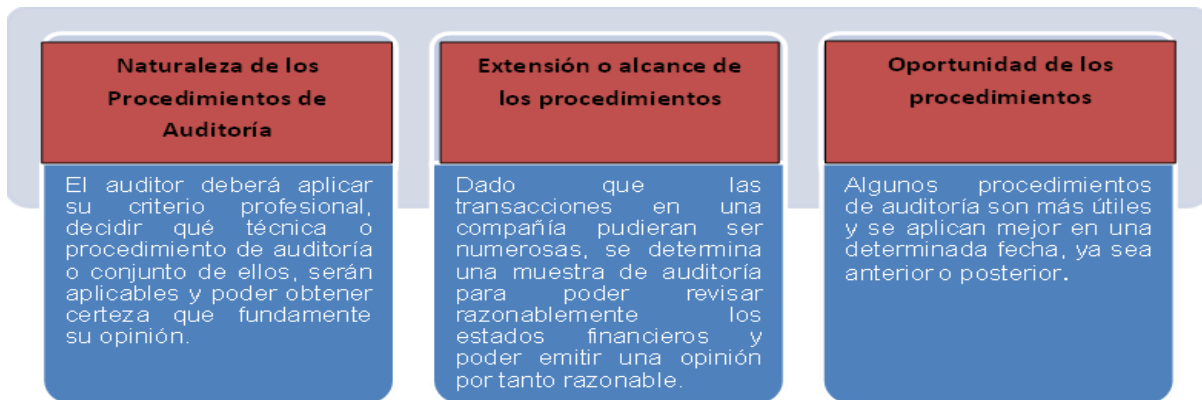 Naturaleza de los
Procedimientos de
Auditoría
El auditor deberá aplicar
su criterio profesional,
decidir qué técnica o
procedimiento de auditoría
o conjunto de ellos, serán
aplicables y poder obtener
certeza que fundamente
su opinión.
Extensión o alcance de
los procedimientos
Dado que las
transacciones en una
compañía pudieran ser
numerosas, se determina
una muestra de auditoría
para poder revisar
razonablemente los
estados financieros y
poder emitir una opinión
por tanto razonable.
Oportunidad de los
procedimientos
Algunos procedimientos
de auditoría son más útiles
y se aplican mejor en una
determinada fecha, ya sea
anterior o posterior.